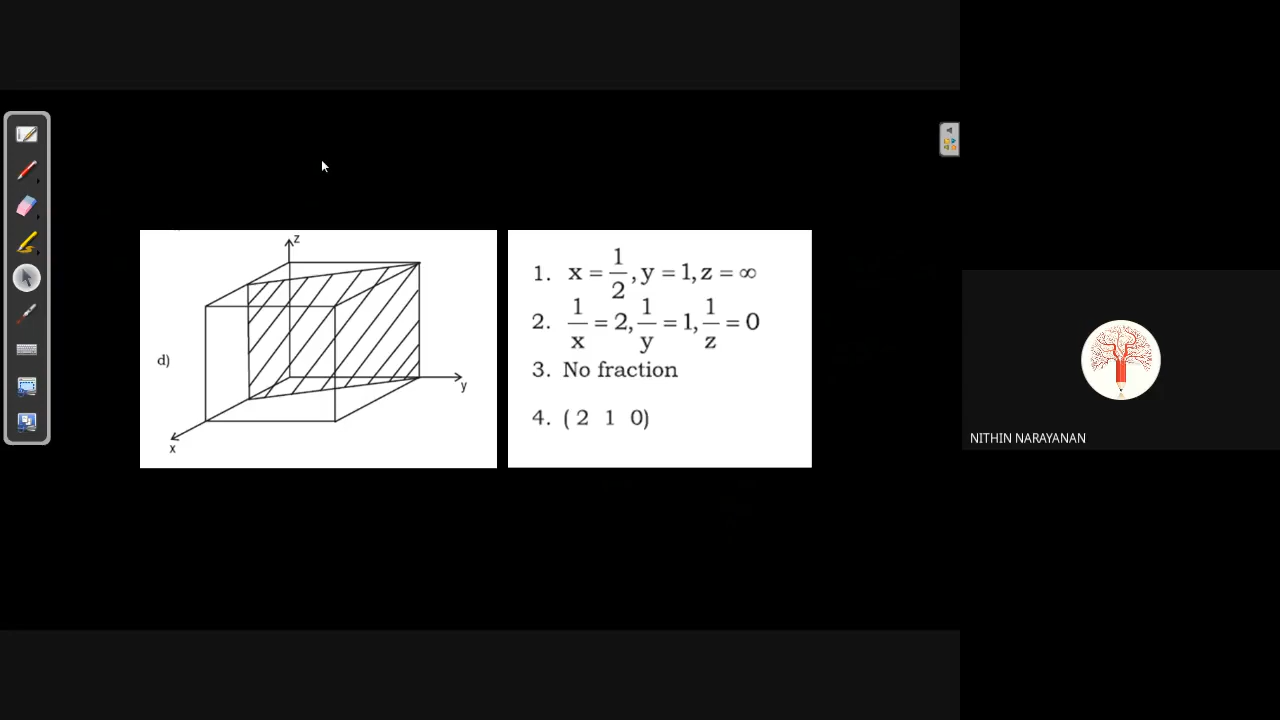 z
d)
y
x
1. x = 1/2, y = 1, z = ∞
2. 1/x = 2, 1/y = 1, 1/z = 0
3. No fraction
4. ( 2 1 0)
NITHIN NARAYANAN